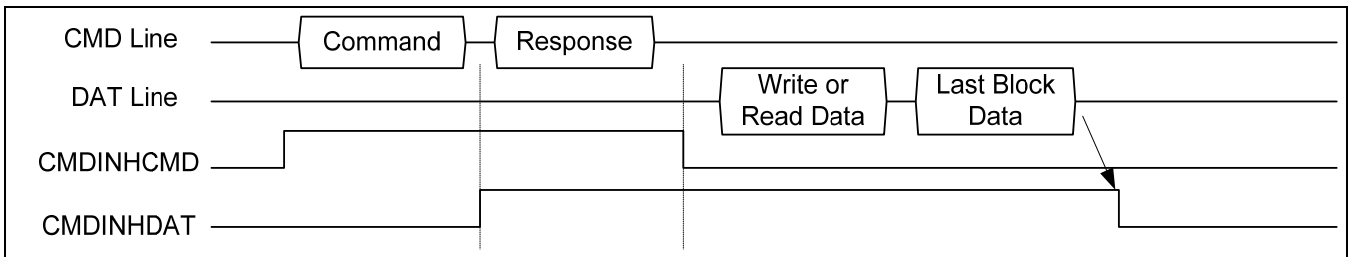 CMD Line
Command
Response
DAT Line
Write or
Read Data
Last Block
Data
CMDINHCMD
CMDINHDAT